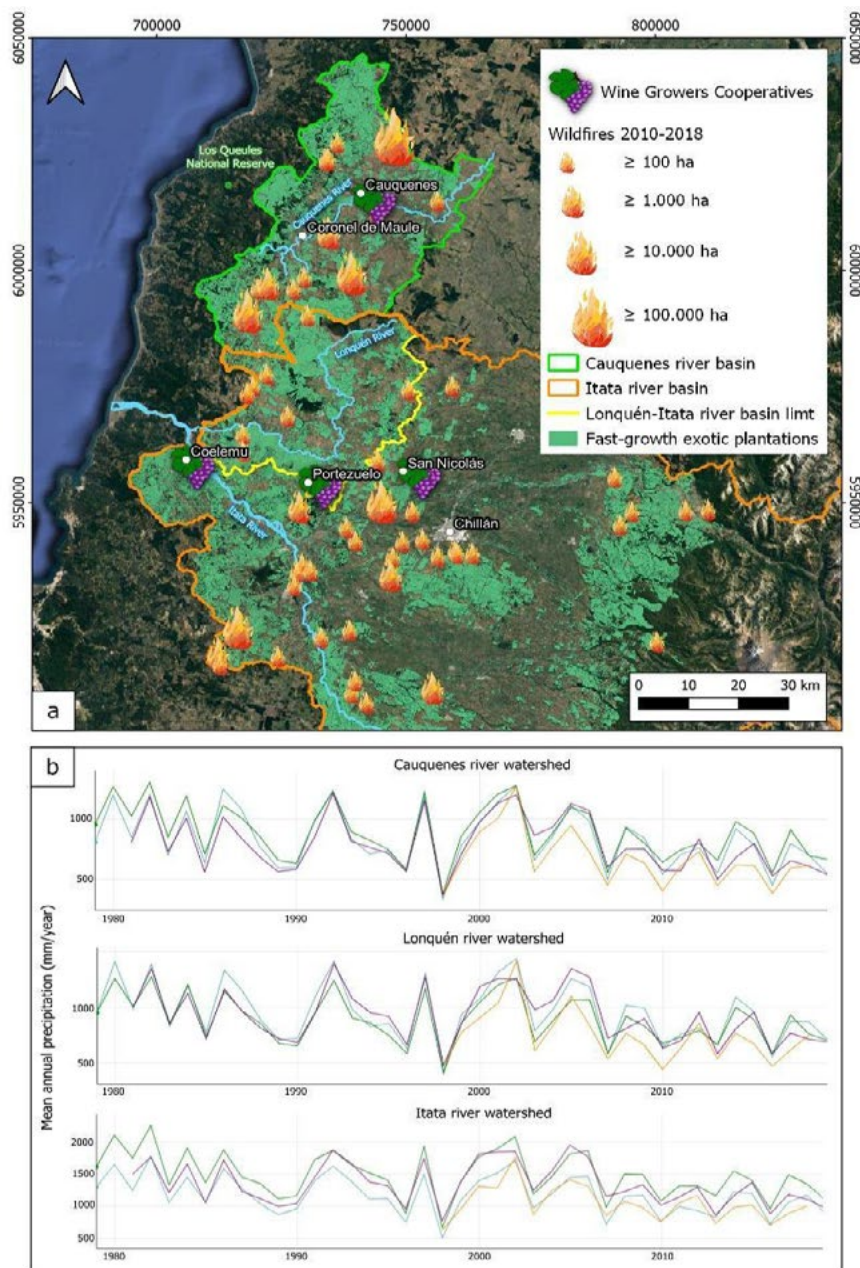 700000 750000 800000
6050000
6050000
Wine Growers Cooperatives
Wildfires 2010-2018
≥ 100 ha
≥ 1.000 ha
≥ 10.000 ha
≥ 100.000 ha
Cauquenes river basin
Itata river basin
Lonquén-Itata river basin limt
Fast-growth exotic plantations
Los Queules
National Reserve
Cauquenes River
Cauquenes
Coronel de Maule
6000000
6000000
Lonquén River
Coelemu
Portezuelo
San Nicolás
Itata River
Chillán
5950000
5950000
0 10 20 30 km
a
b
Cauquenes river watershed
1000
500
1980 1990 2000 2010
Mean annual precipitation (mm/year)
Lonquén river watershed
1000
500
1980 1990 2000 2010
Itata river watershed
2000
1500
1000
500
1980 1990 2000 2010